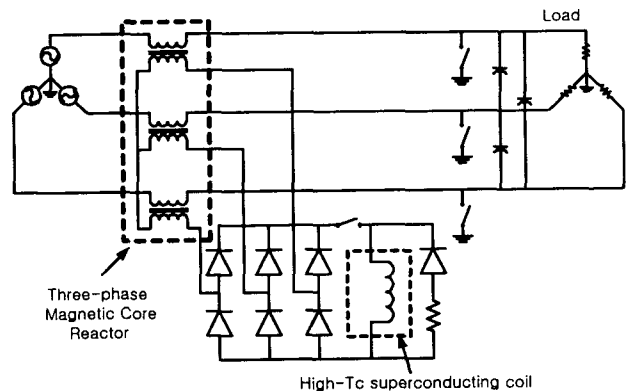 Load
Three-phase
Magnetic Core
Reactor
High-Tc superconducting coil